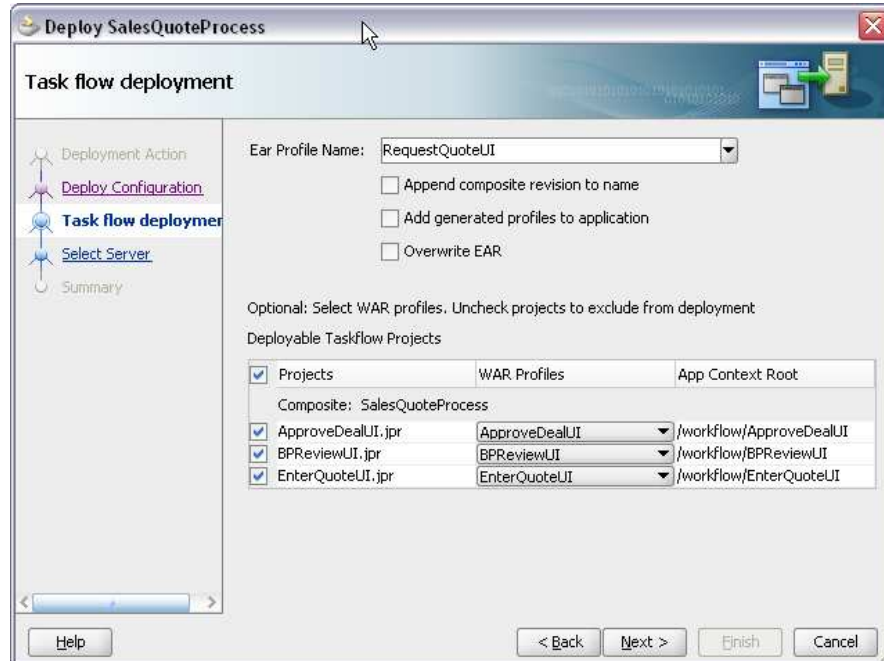 Deploy SalesQuoteProcess
Task flow deployment
Deployment Action
Deploy Configuration
Task flow deploymer
Select Server
Summary
Ear Profile Name: RequestQuoteUI
Append composite revision to name
Add generated profiles to application
Overwrite EAR
Optional: Select WAR profiles. Uncheck projects to exclude from deployment
Deployable Taskflow Projects
Projects WAR Profiles App Context Root
Composite: SalesQuoteProcess
ApproveDealUI.jpr ApproveDealUI /workflow/ApproveDealUI
BPReviewUI.jpr BPReviewUI /workflow/BPReviewUI
EnterQuoteUI.jpr EnterQuoteUI /workflow/EnterQuoteUI
Help < Back Next > Finish Cancel